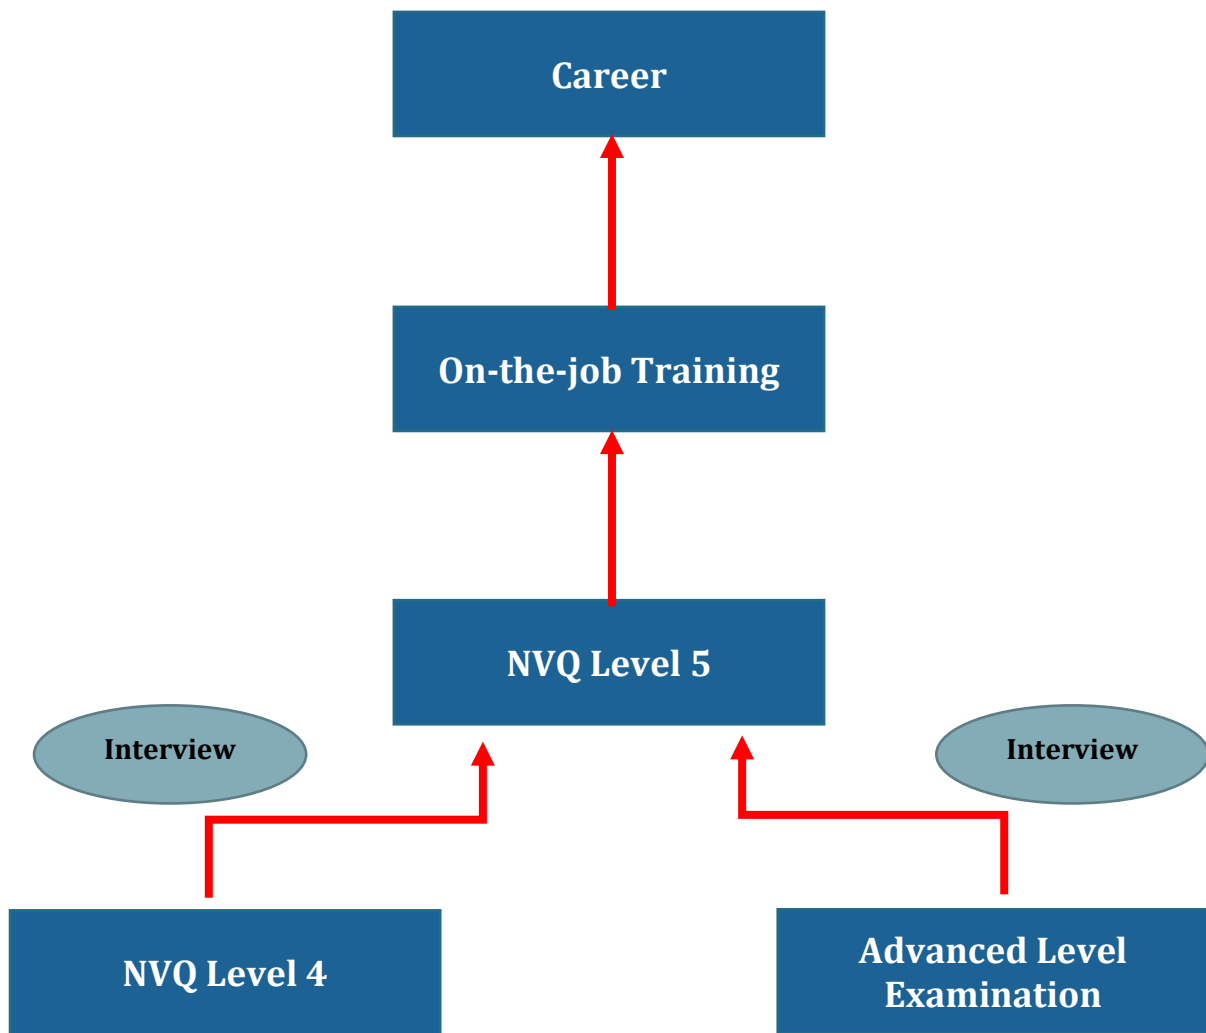 Career
On-the-job Training
NVQ Level 5
Interview
Interview
NVQ Level 4
Advanced Level
Examination